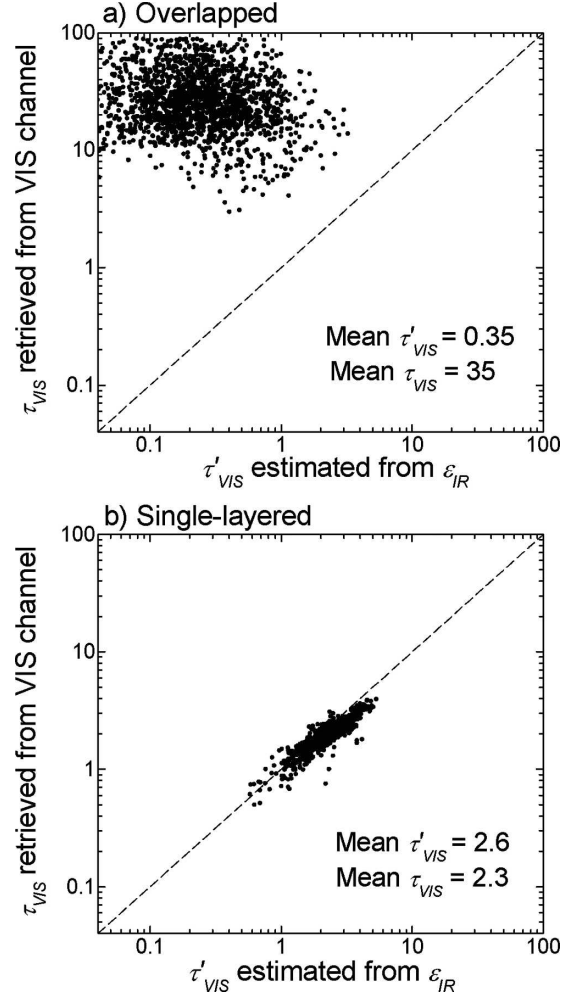 a) Overlapped
100
10
1
0.1
τVIS retrieved from VIS channel
Mean τ'VIS = 0.35
Mean τVIS = 35
0.1 1 10 100
τ'VIS estimated from εIR
b) Single-layered
100
10
1
0.1
τVIS retrieved from VIS channel
Mean τ'VIS = 2.6
Mean τVIS = 2.3
0.1 1 10 100
τ'VIS estimated from εIR